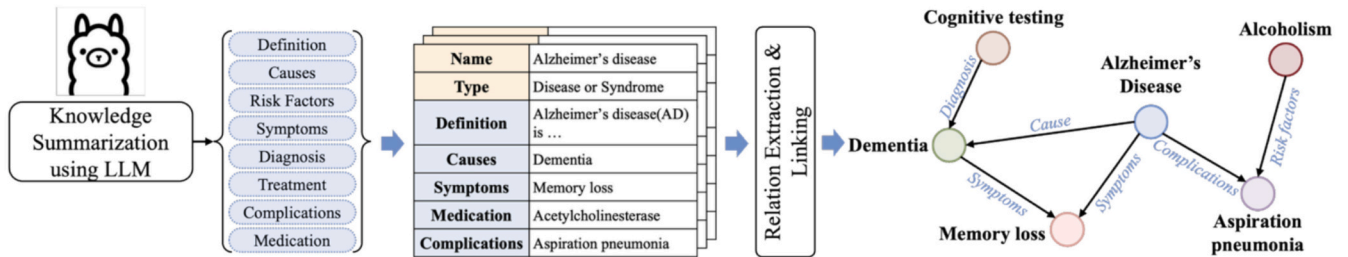 Knowledge
Summarization
using LLM
Definition
Causes
Risk Factors
Symptoms
Diagnosis
Treatment
Complications
Medication
Name Alzheimer's disease
Type Disease or Syndrome
Definition Alzheimer's disease(AD)
is ...
Causes Dementia
Symptoms Memory loss
Medication Acetylcholinesterase
Complications Aspiration pneumonia
Relation Extraction &
Linking
Cognitive testing
Alcoholism
Alzheimer's
Disease
Diagnosis
Cause
Risk factors
Dementia
Complications
Symptoms
Symptoms
Memory loss
Aspiration
pneumonia